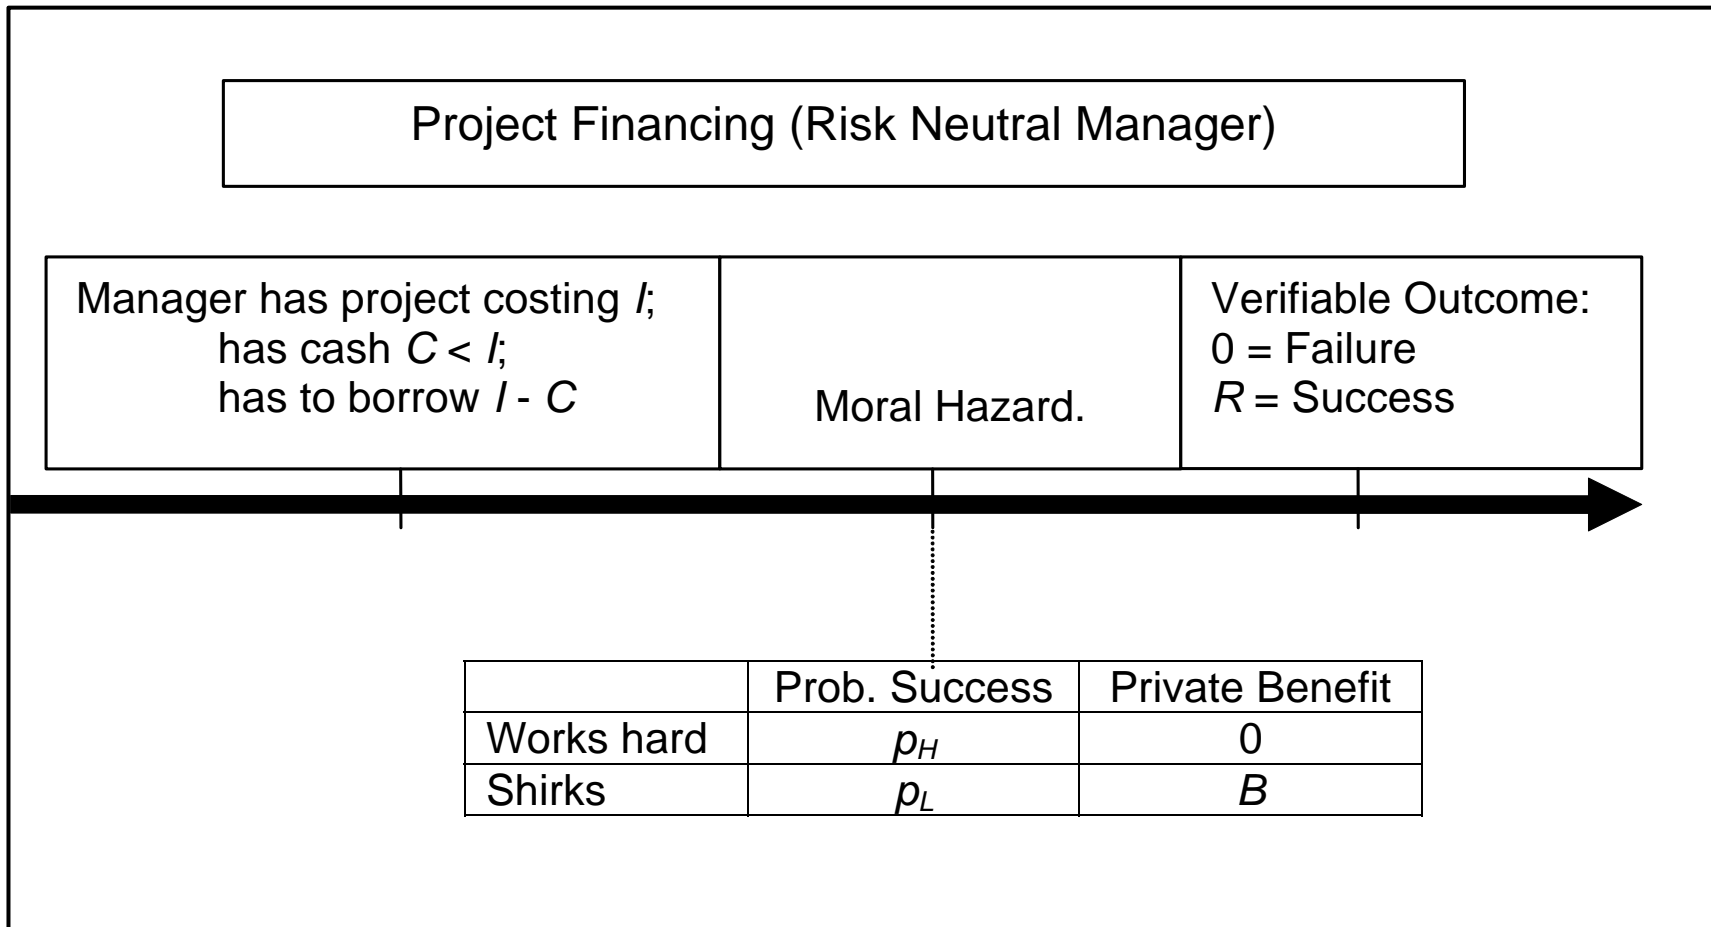 Project Financing (Risk Neutral Manager)
Manager has project costing I;
has cash C < I;
has to borrow I - C
Moral Hazard.
Verifiable Outcome:
0 = Failure
R = Success
Prob. Success Private Benefit
Works hard pH 0
Shirks pL B